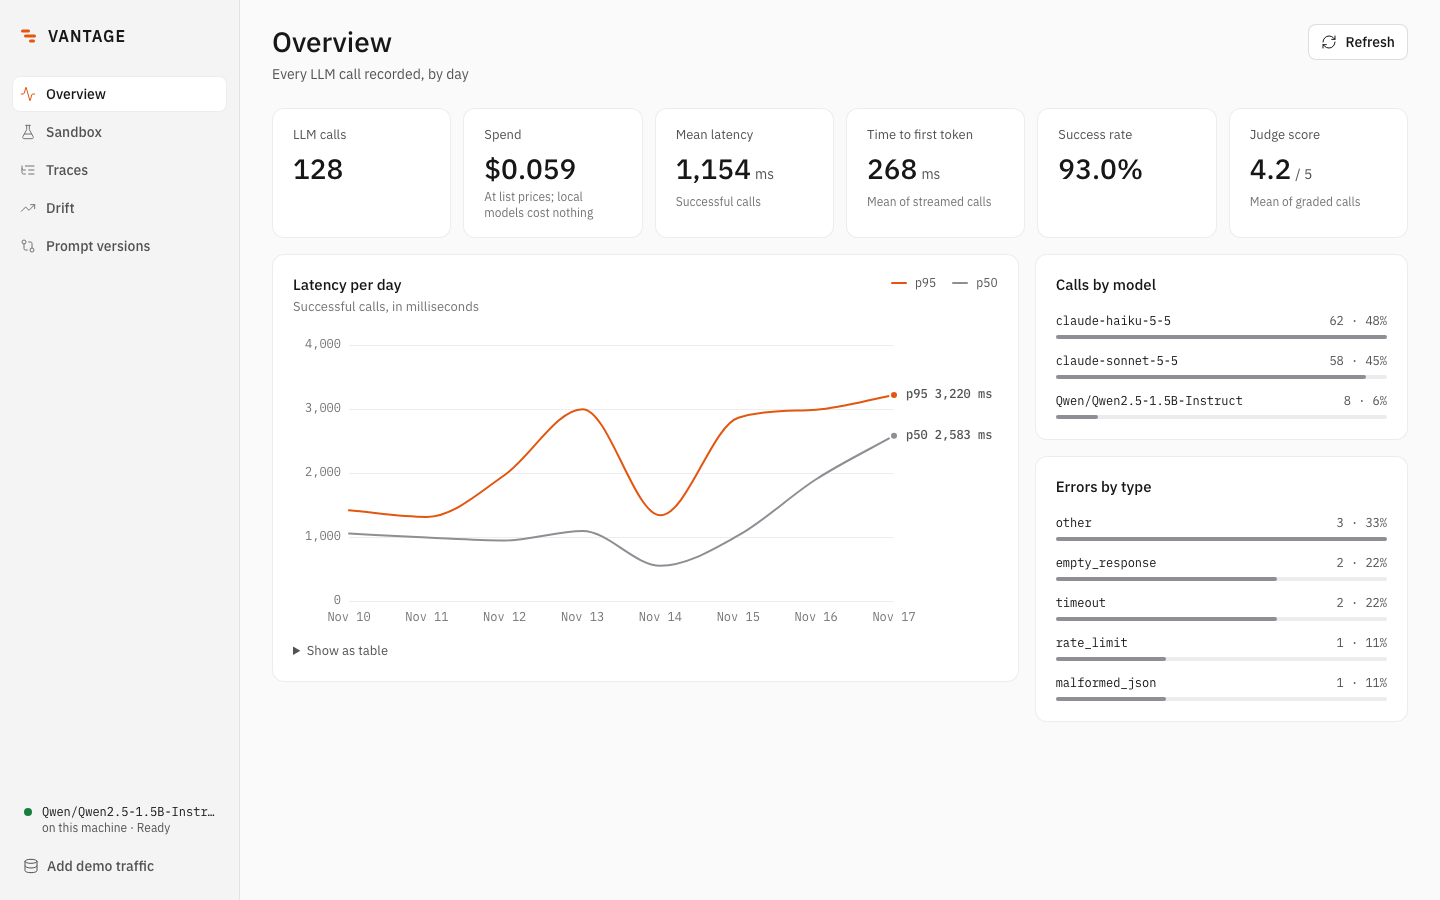 VANTAGE
Overview
Sandbox
Traces
Drift
Prompt versions
Qwen/Qwen2.5-1.5B-Instr…
on this machine · Ready
Add demo traffic
Overview
Every LLM call recorded, by day
Refresh
LLM calls
128
Spend
$0.059
At list prices; local
models cost nothing
Mean latency
1,154 ms
Successful calls
Time to first token
268 ms
Mean of streamed calls
Success rate
93.0%
Judge score
4.2 / 5
Mean of graded calls
Latency per day
Successful calls, in milliseconds
p95 p50
4,000
3,000
2,000
1,000
0
p95 3,220 ms
p50 2,583 ms
Nov 10 Nov 11 Nov 12 Nov 13 Nov 14 Nov 15 Nov 16 Nov 17
Show as table
Calls by model
claude-haiku-5-5 62 · 48%
claude-sonnet-5-5 58 · 45%
Qwen/Qwen2.5-1.5B-Instruct 8 · 6%
Errors by type
other 3 · 33%
empty_response 2 · 22%
timeout 2 · 22%
rate_limit 1 · 11%
malformed_json 1 · 11%